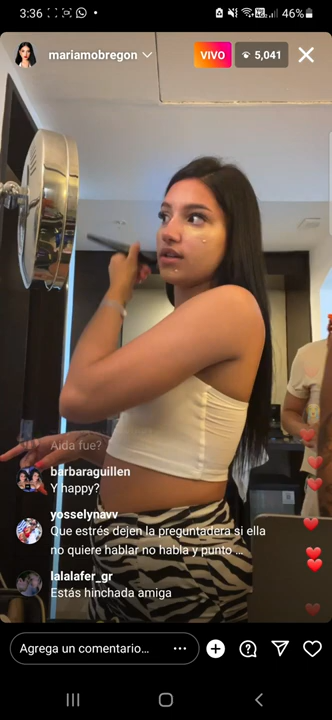 3:36
46%
mariamobregon
VIVO
5,041
Aida fue?
barbaraguillen
Y happy?
yosselynavv
Que estrés dejen la preguntadera si ella
no quiere hablar no habla y punto ...
lalalafer_gr
Estás hinchada amiga
Agrega un comentario...